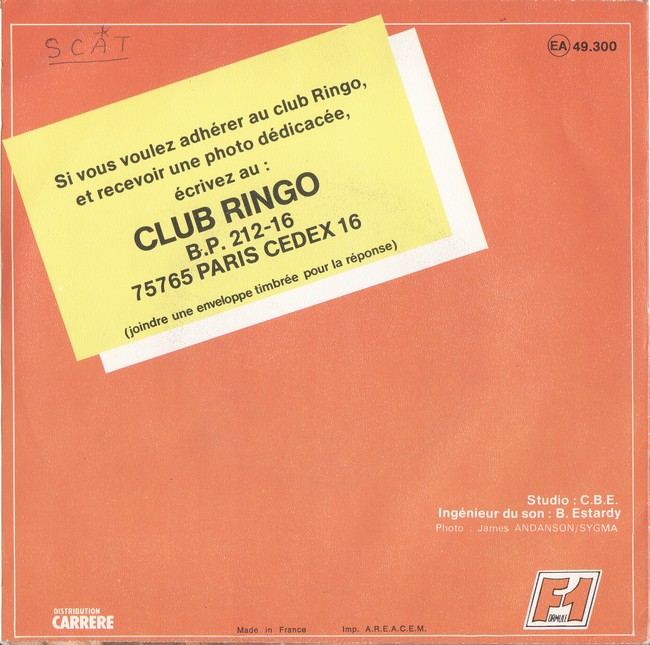 SCAT
EA 49.300
Si vous voulez adhérer au club Ringo,
et recevoir une photo dédicacée,
écrivez au :
CLUB RINGO
B.P. 212-16
75765 PARIS CEDEX 16
(joindre une enveloppe timbrée pour la réponse)
Studio : C.B.E.
Ingénieur du son : B. Estardy
Photo : James ANDANSON/SYGMA
F1
FORMULE
DISTRIBUTION
CARRERE
Made in France Imp. A.R.E.A.C.E.M.